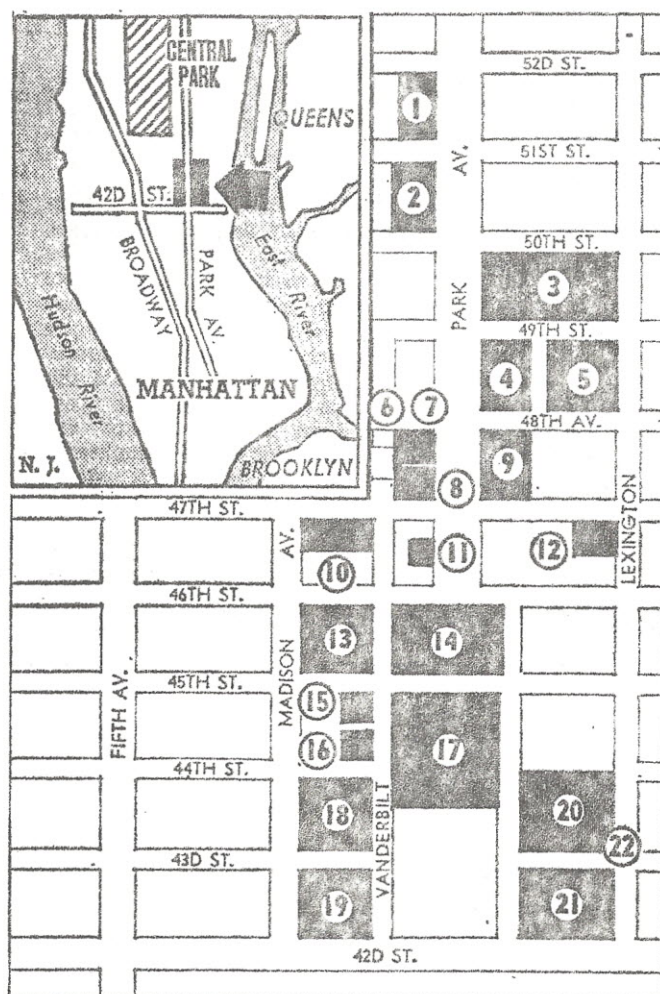 CENTRAL
PARK
QUEENS
42D ST.
BROADWAY
PARK AV.
East River
Hudson River
MANHATTAN
N. J.
BROOKLYN
52D ST.
1
AV.
51ST ST.
2
50TH ST.
3
PARK
49TH ST.
4
5
6
7
48TH AV.
9
8
47TH ST.
LEXINGTON
AV.
10
11
12
46TH ST.
13
14
MADISON
FIFTH AV.
45TH ST.
15
16
17
44TH ST.
18
VANDERBILT
20
22
43D ST.
19
21
42D ST.